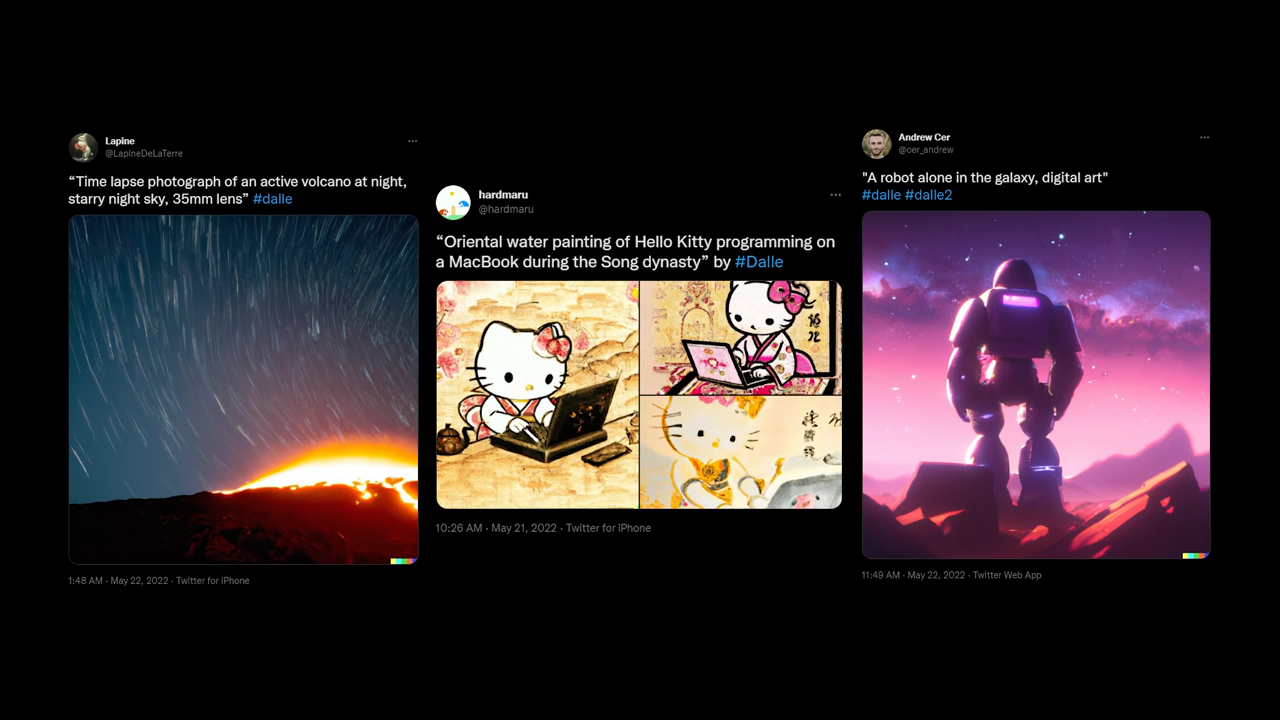 Lapine
@LapineDeLaTerre
“Time lapse photograph of an active volcano at night,
starry night sky, 35mm lens” #dalle
1:48 AM · May 22, 2022 · Twitter for iPhone
hardmaru
@hardmaru
“Oriental water painting of Hello Kitty programming on
a MacBook during the Song dynasty” by #Dalle
10:26 AM · May 21, 2022 · Twitter for iPhone
Andrew Cer
@cer_andrew
"A robot alone in the galaxy, digital art"
#dalle #dalle2
11:49 AM · May 22, 2022 · Twitter Web App